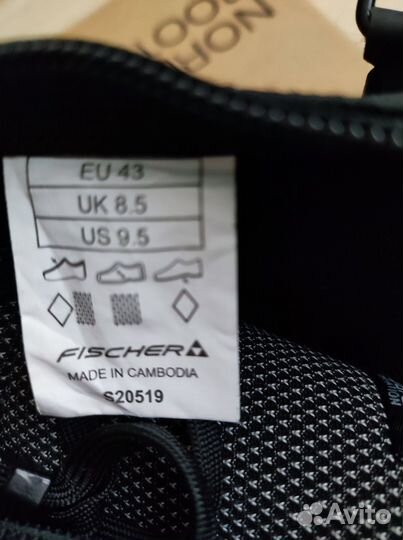 EU 43
UK 8.5
US 9.5
FISCHER
MADE IN CAMBODIA
S20519
Avito